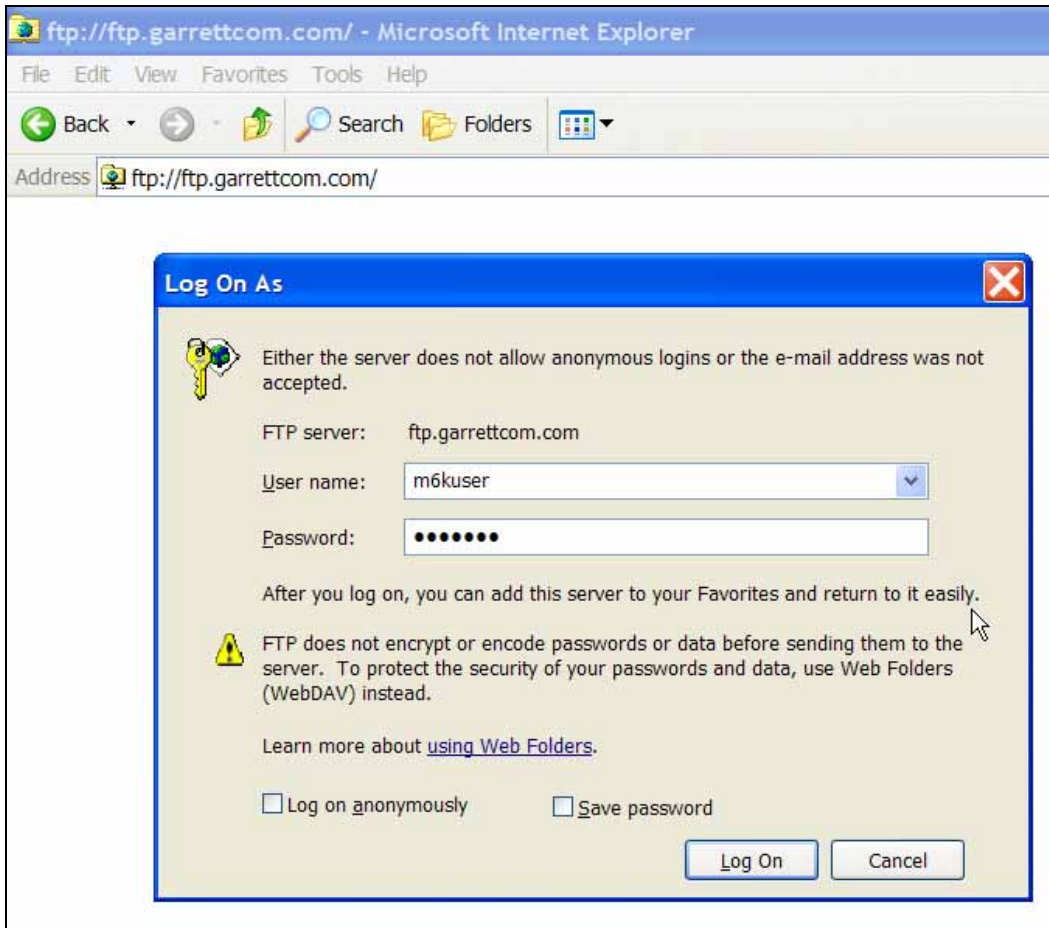 ftp://ftp.garrettcom.com/ - Microsoft Internet Explorer
File Edit View Favorites Tools Help
Back Search Folders
Address ftp://ftp.garrettcom.com/
Log On As
Either the server does not allow anonymous logins or the e-mail address was not
accepted.
FTP server: ftp.garrettcom.com
User name: m6kuser
Password: •••••••
After you log on, you can add this server to your Favorites and return to it easily.
FTP does not encrypt or encode passwords or data before sending them to the
server. To protect the security of your passwords and data, use Web Folders
(WebDAV) instead.
Learn more about using Web Folders.
Log on anonymously Save password
Log On Cancel